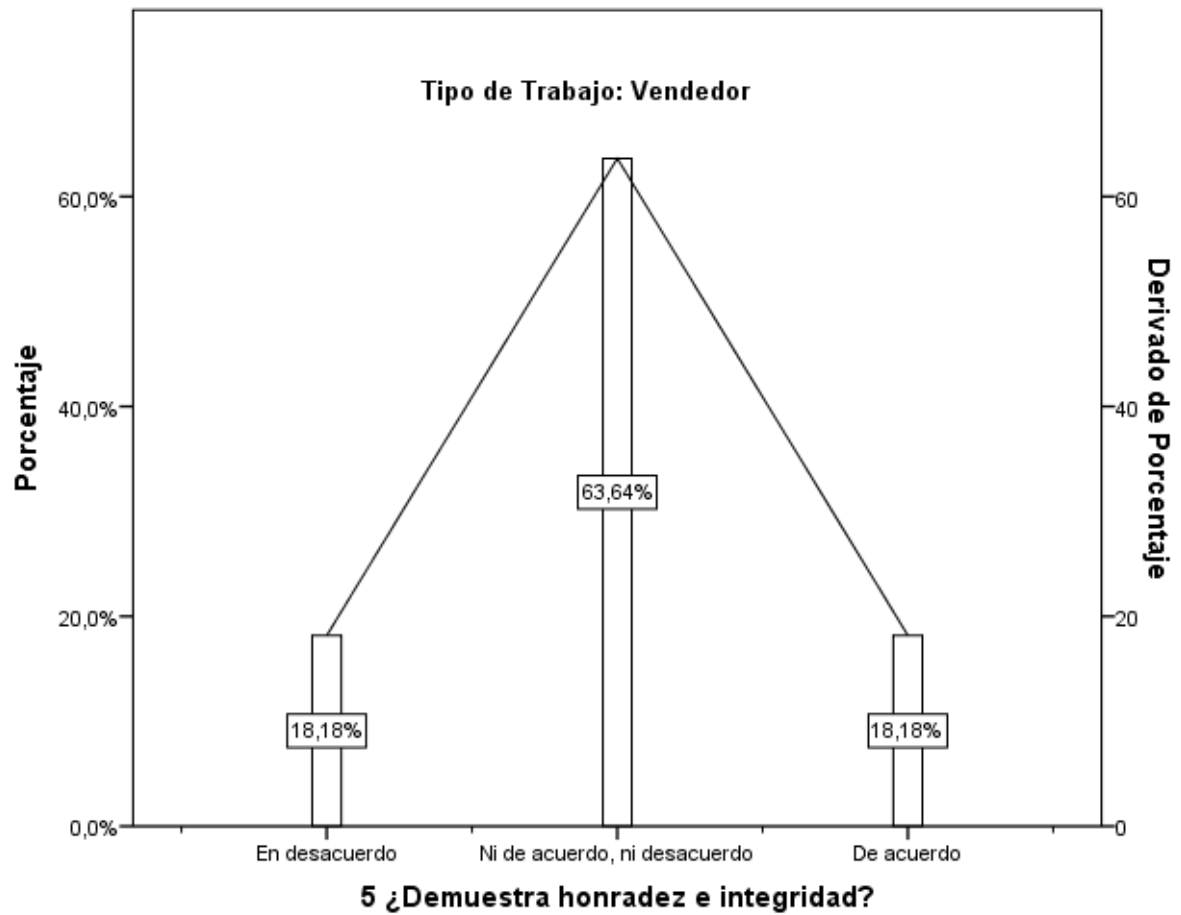 Tipo de Trabajo: Vendedor
Porcentaje
60,0%
40,0%
20,0%
0,0%
63,64%
18,18%
18,18%
60
40
20
0
Derivado de Porcentaje
En desacuerdo
Ni de acuerdo, ni desacuerdo
De acuerdo
5 ¿Demuestra honradez e integridad?